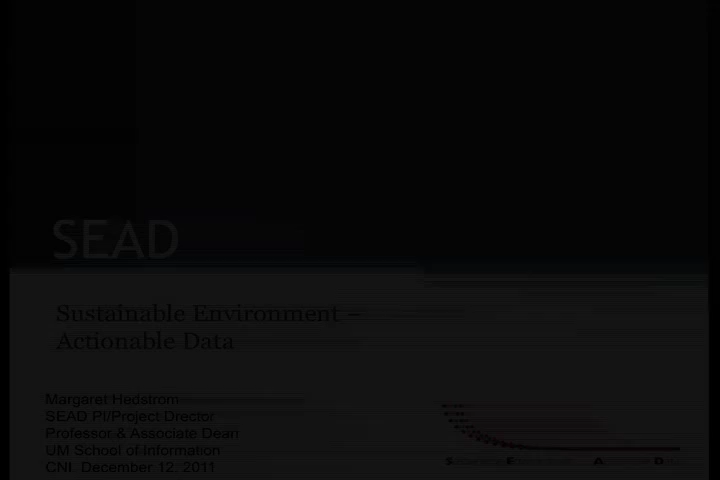 SEAD
Sustainable Environment –
Actionable Data
Margaret Hedstrom
SEAD PI/Project Director
Professor & Associate Dean
UM School of Information
CNI. December 12. 2011
S E A D